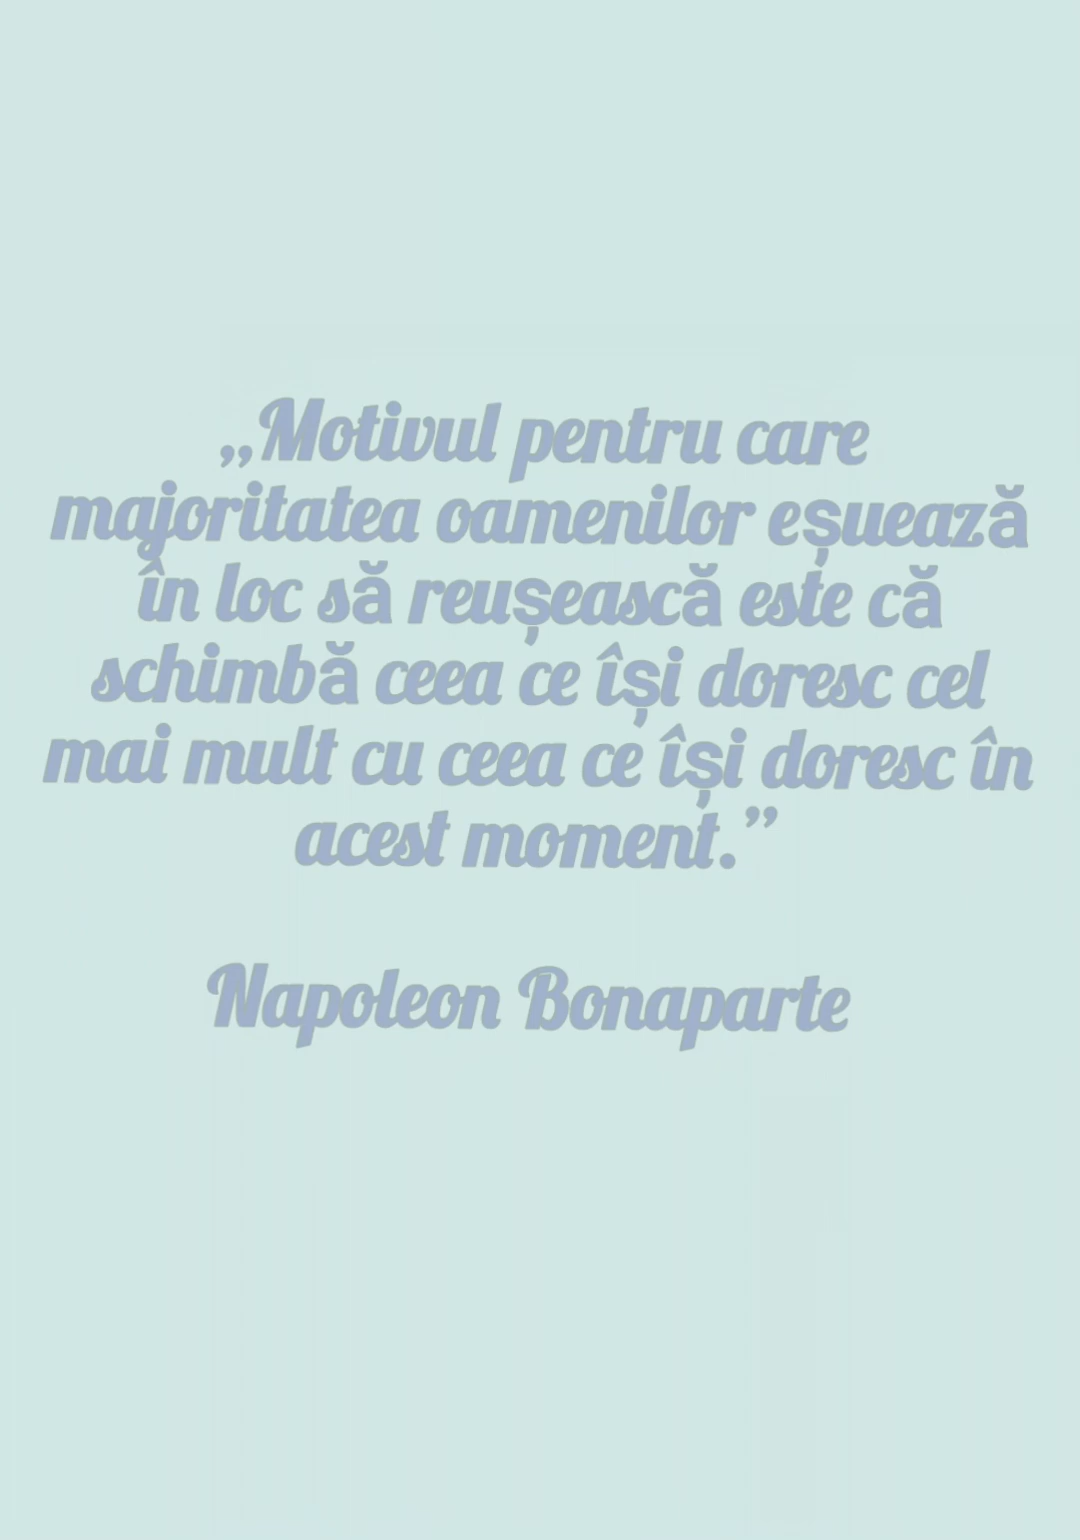 „Motivul pentru care
majoritatea oamenilor eșuează
în loc să reușească este că
schimbă ceea ce își doresc cel
mai mult cu ceea ce își doresc în
acest moment.”
Napoleon Bonaparte